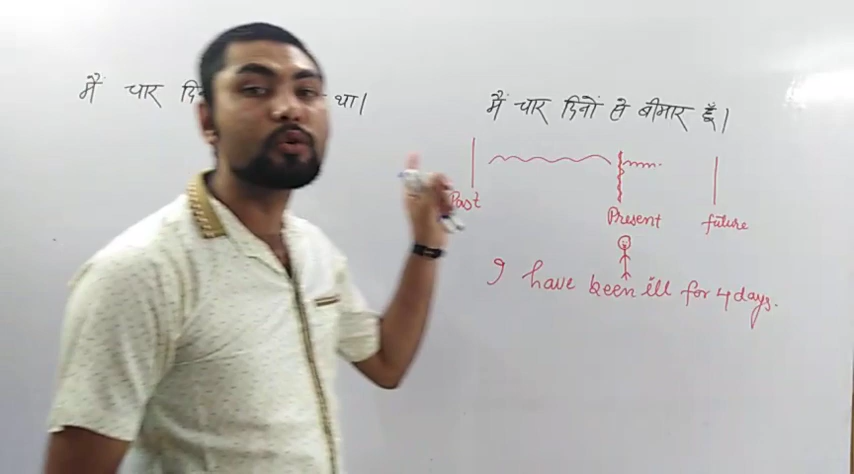 मैं चार था।
मैं चार दिनों से बीमार हूँ।
Past Present future
I have been ill for 4 days.